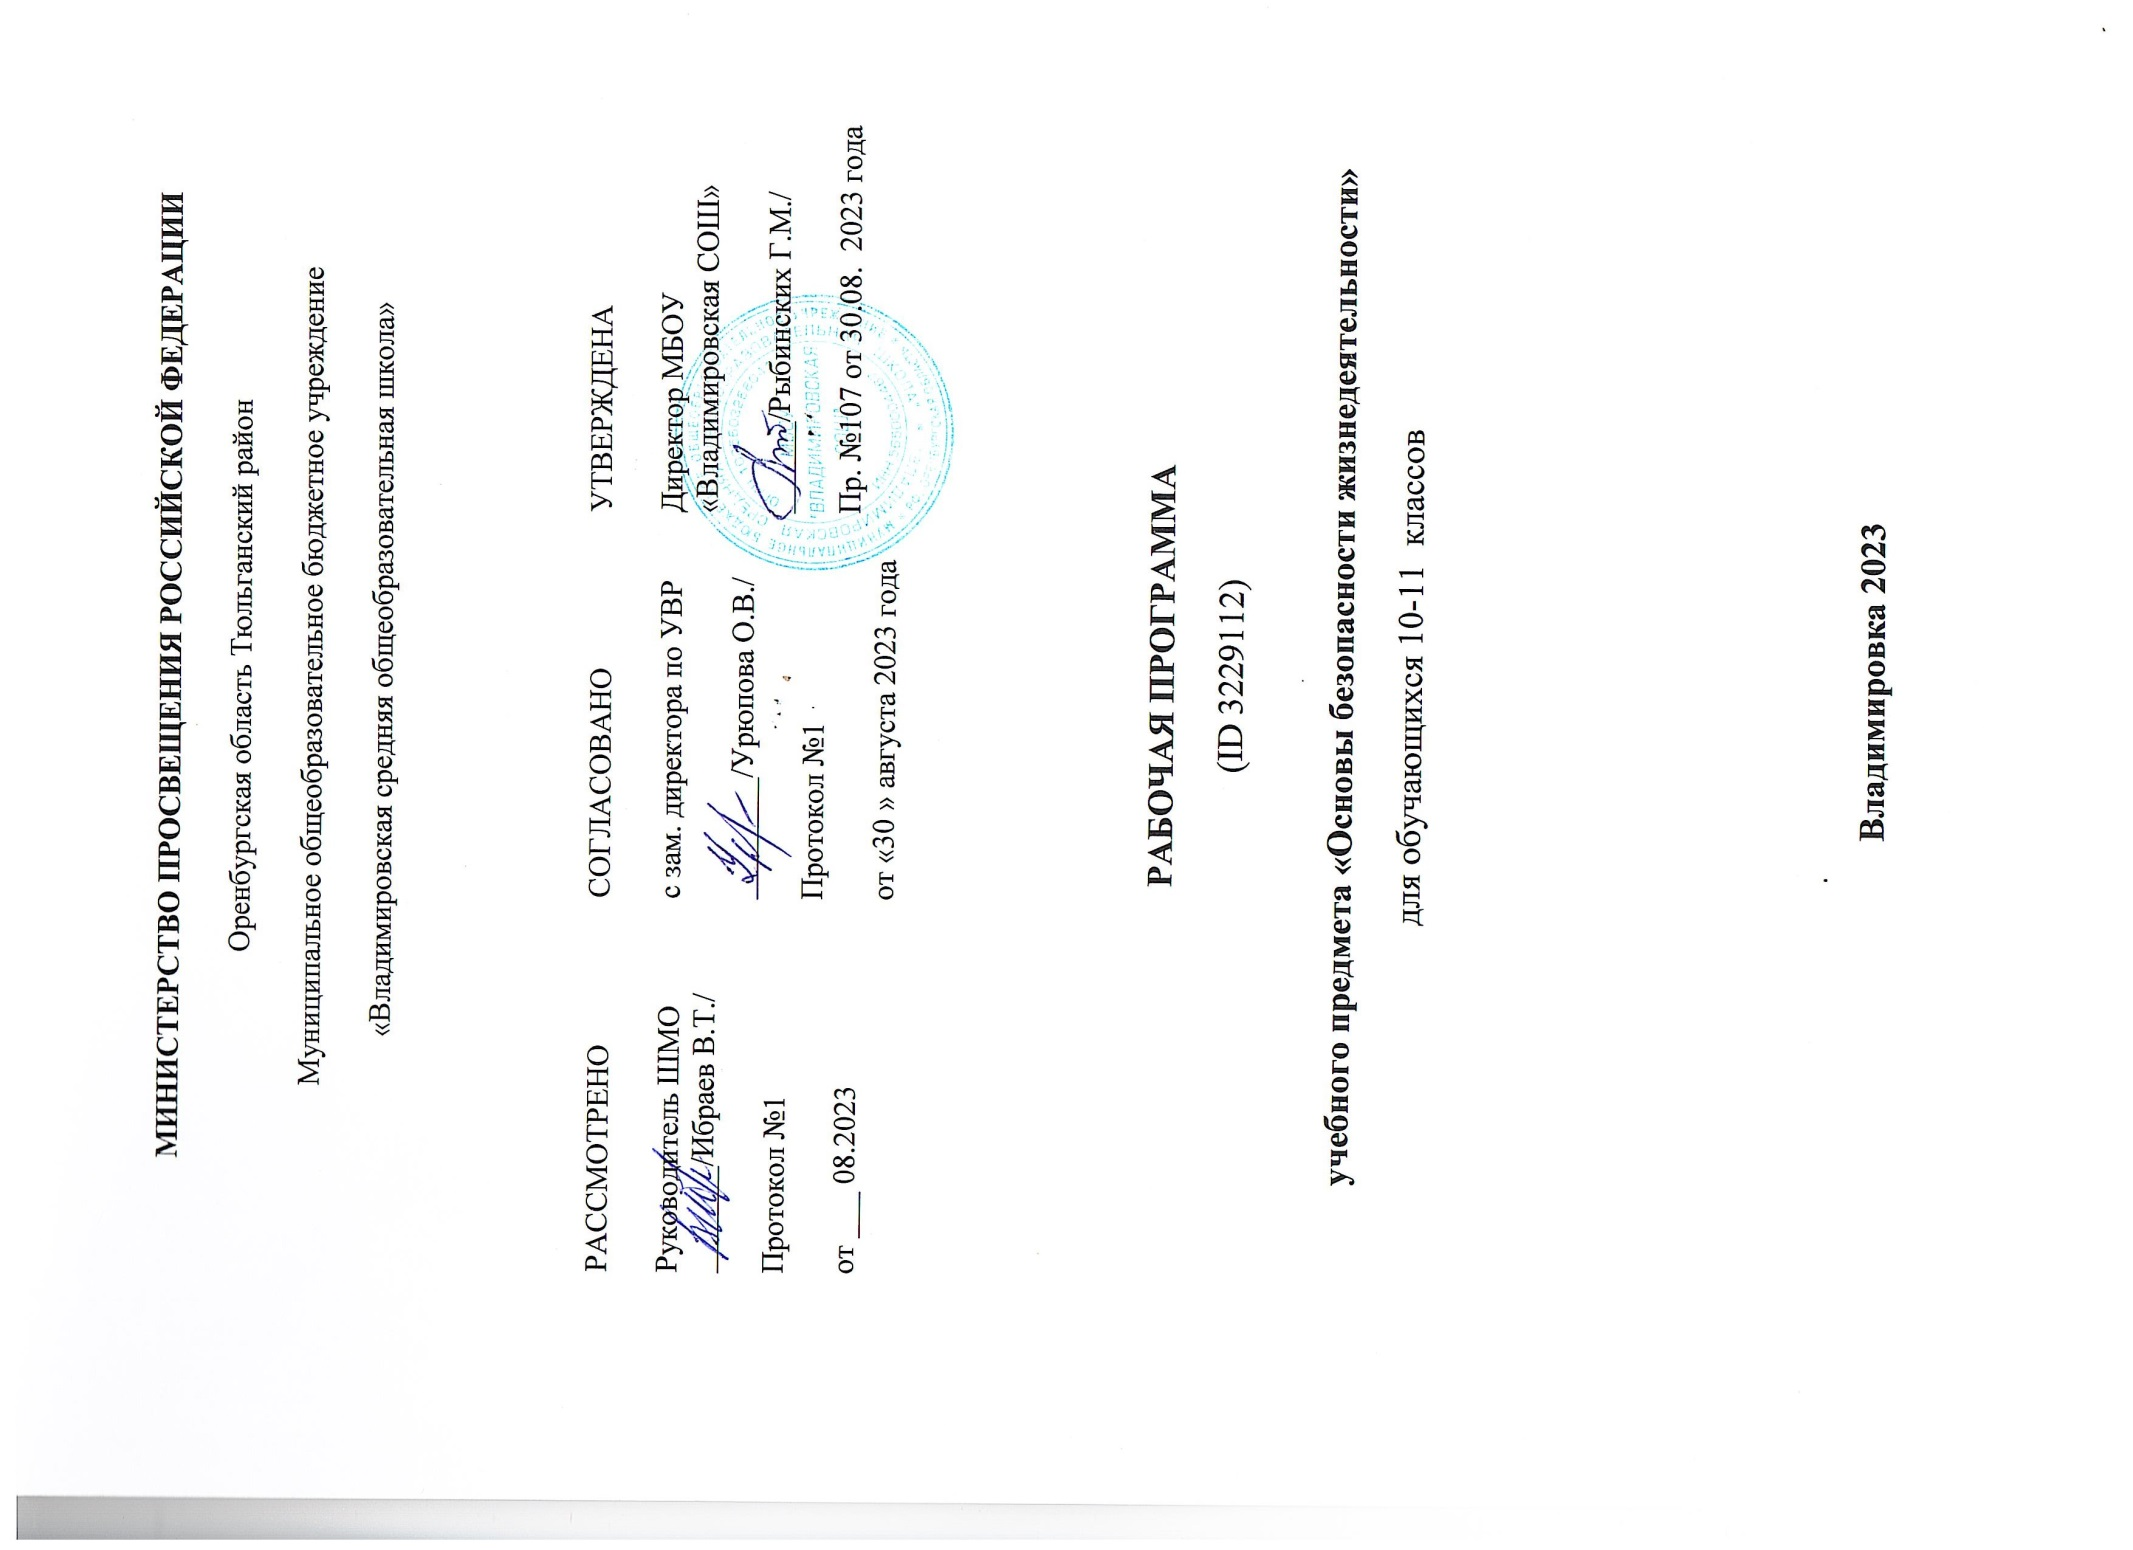 МИНИСТЕРСТВО ПРОСВЕЩЕНИЯ РОССИЙСКОЙ ФЕДЕРАЦИИ
Оренбургская область Тюльганский район
Муниципальное общеобразовательное бюджетное учреждение
«Владимировская средняя общеобразовательная школа»
РАССМОТРЕНО
Руководитель ШМО
/Ибраев В.Т./
Протокол №1
от ___ 08.2023
СОГЛАСОВАНО
с зам. директора по УВР
/Урюпова О.В./
Протокол №1
от «30 » августа 2023 года
УТВЕРЖДЕНА
Директор МБОУ
«Владимировская СОШ»
/Рыбинских Г.М./
Пр. №107 от 30.08. 2023 года
РАБОЧАЯ ПРОГРАММА
(ID 3229112)
учебного предмета «Основы безопасности жизнедеятельности»
для обучающихся 10-11 классов
Владимировка 2023